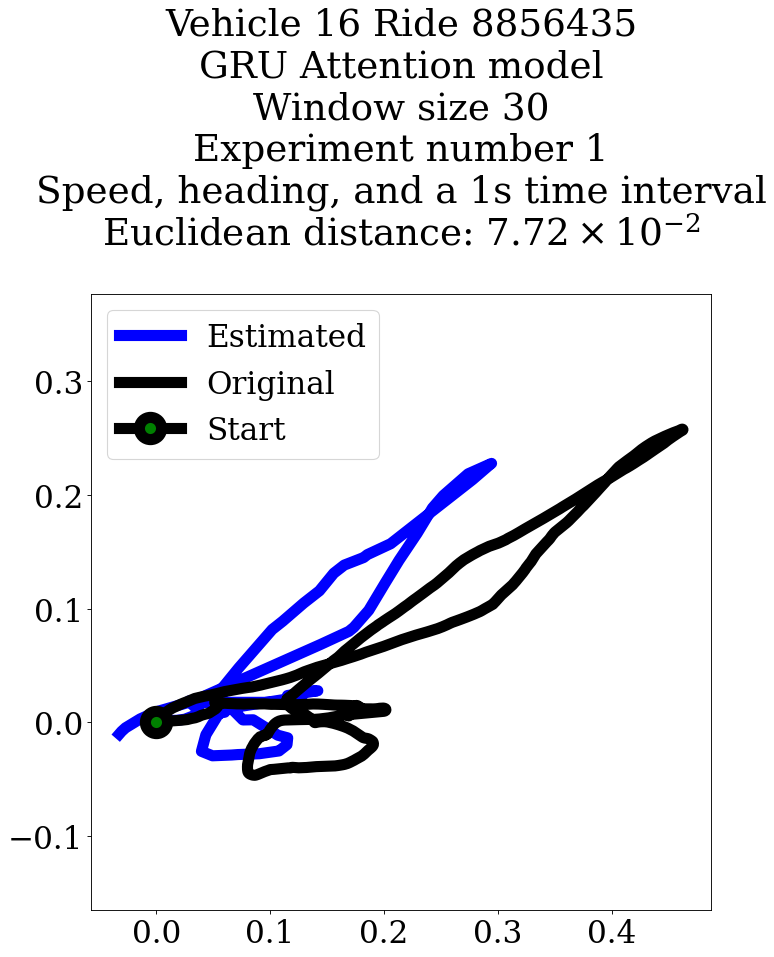 Vehicle 16 Ride 8856435
GRU Attention model
Window size 30
Experiment number 1
Speed, heading, and a 1s time interval
Euclidean distance: 7.72 × 10⁻²
Estimated
Original
Start
0.3
0.2
0.1
0.0
−0.1
0.0 0.1 0.2 0.3 0.4